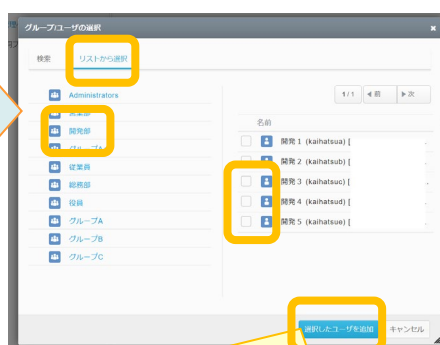 グループ/ユーザの選択
検索
リストから選択
Administrators
営業部
開発部
グループA
従業員
総務部
役員
グループA
グループB
グループC
1/1
前
次
名前
開発 1 (kaihatsua) [
開発 2 (kaihatsub) [
開発 3 (kaihatsuc) [
開発 4 (kaihatsud) [
開発 5 (kaihatsue) [
選択したユーザを追加
キャンセル